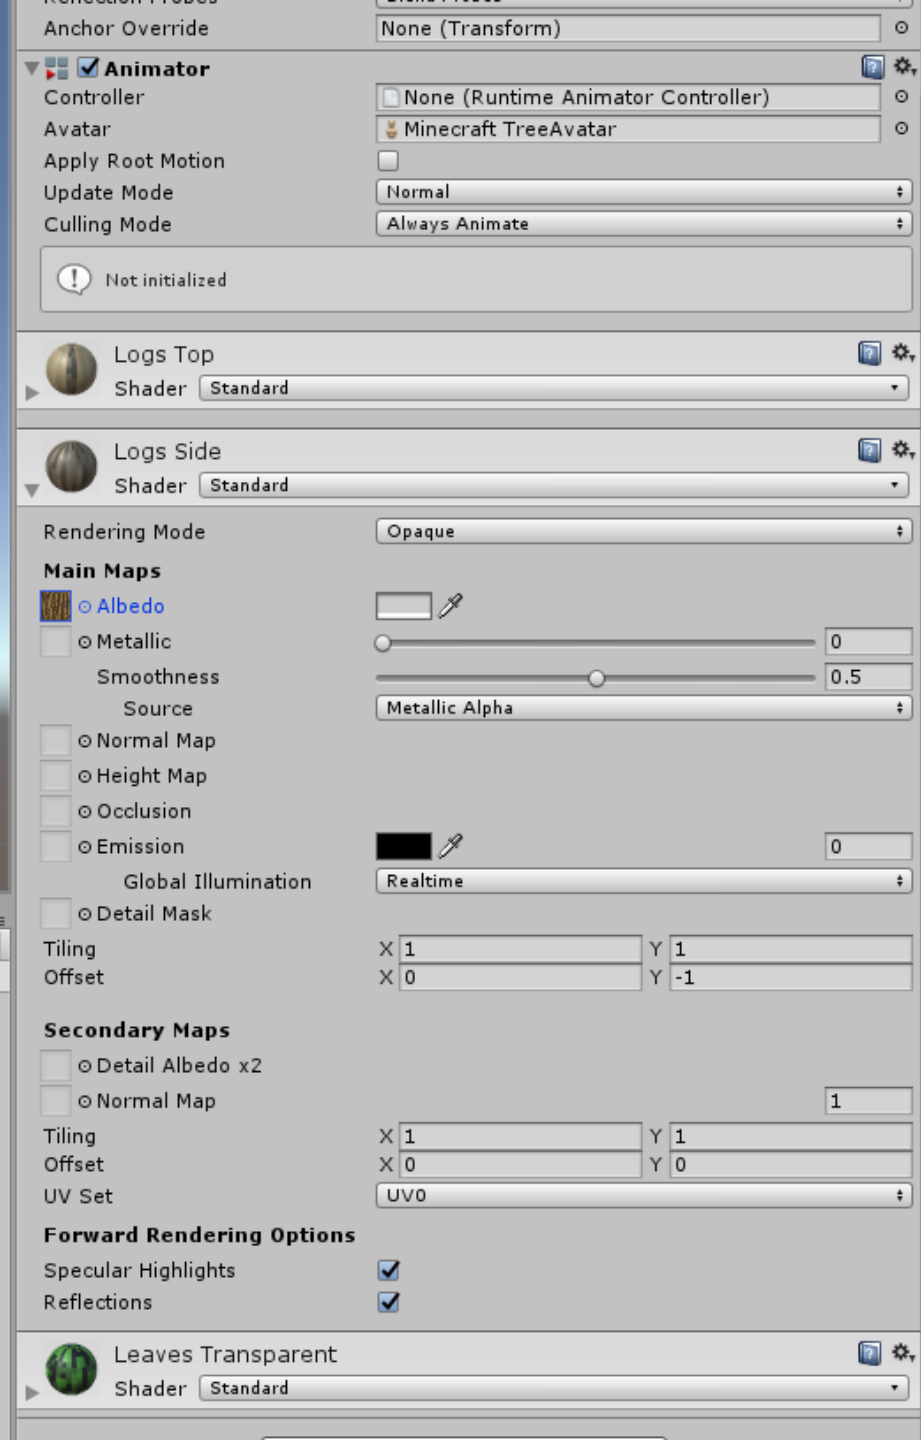 Anchor Override None (Transform)
Animator
Controller None (Runtime Animator Controller)
Avatar Minecraft TreeAvatar
Apply Root Motion
Update Mode Normal
Culling Mode Always Animate
Not initialized
Logs Top
Shader Standard
Logs Side
Shader Standard
Rendering Mode Opaque
Main Maps
Albedo
Metallic 0
Smoothness 0.5
Source Metallic Alpha
Normal Map
Height Map
Occlusion
Emission 0
Global Illumination Realtime
Detail Mask
Tiling X 1 Y 1
Offset X 0 Y -1
Secondary Maps
Detail Albedo x2
Normal Map 1
Tiling X 1 Y 1
Offset X 0 Y 0
UV Set UV0
Forward Rendering Options
Specular Highlights
Reflections
Leaves Transparent
Shader Standard